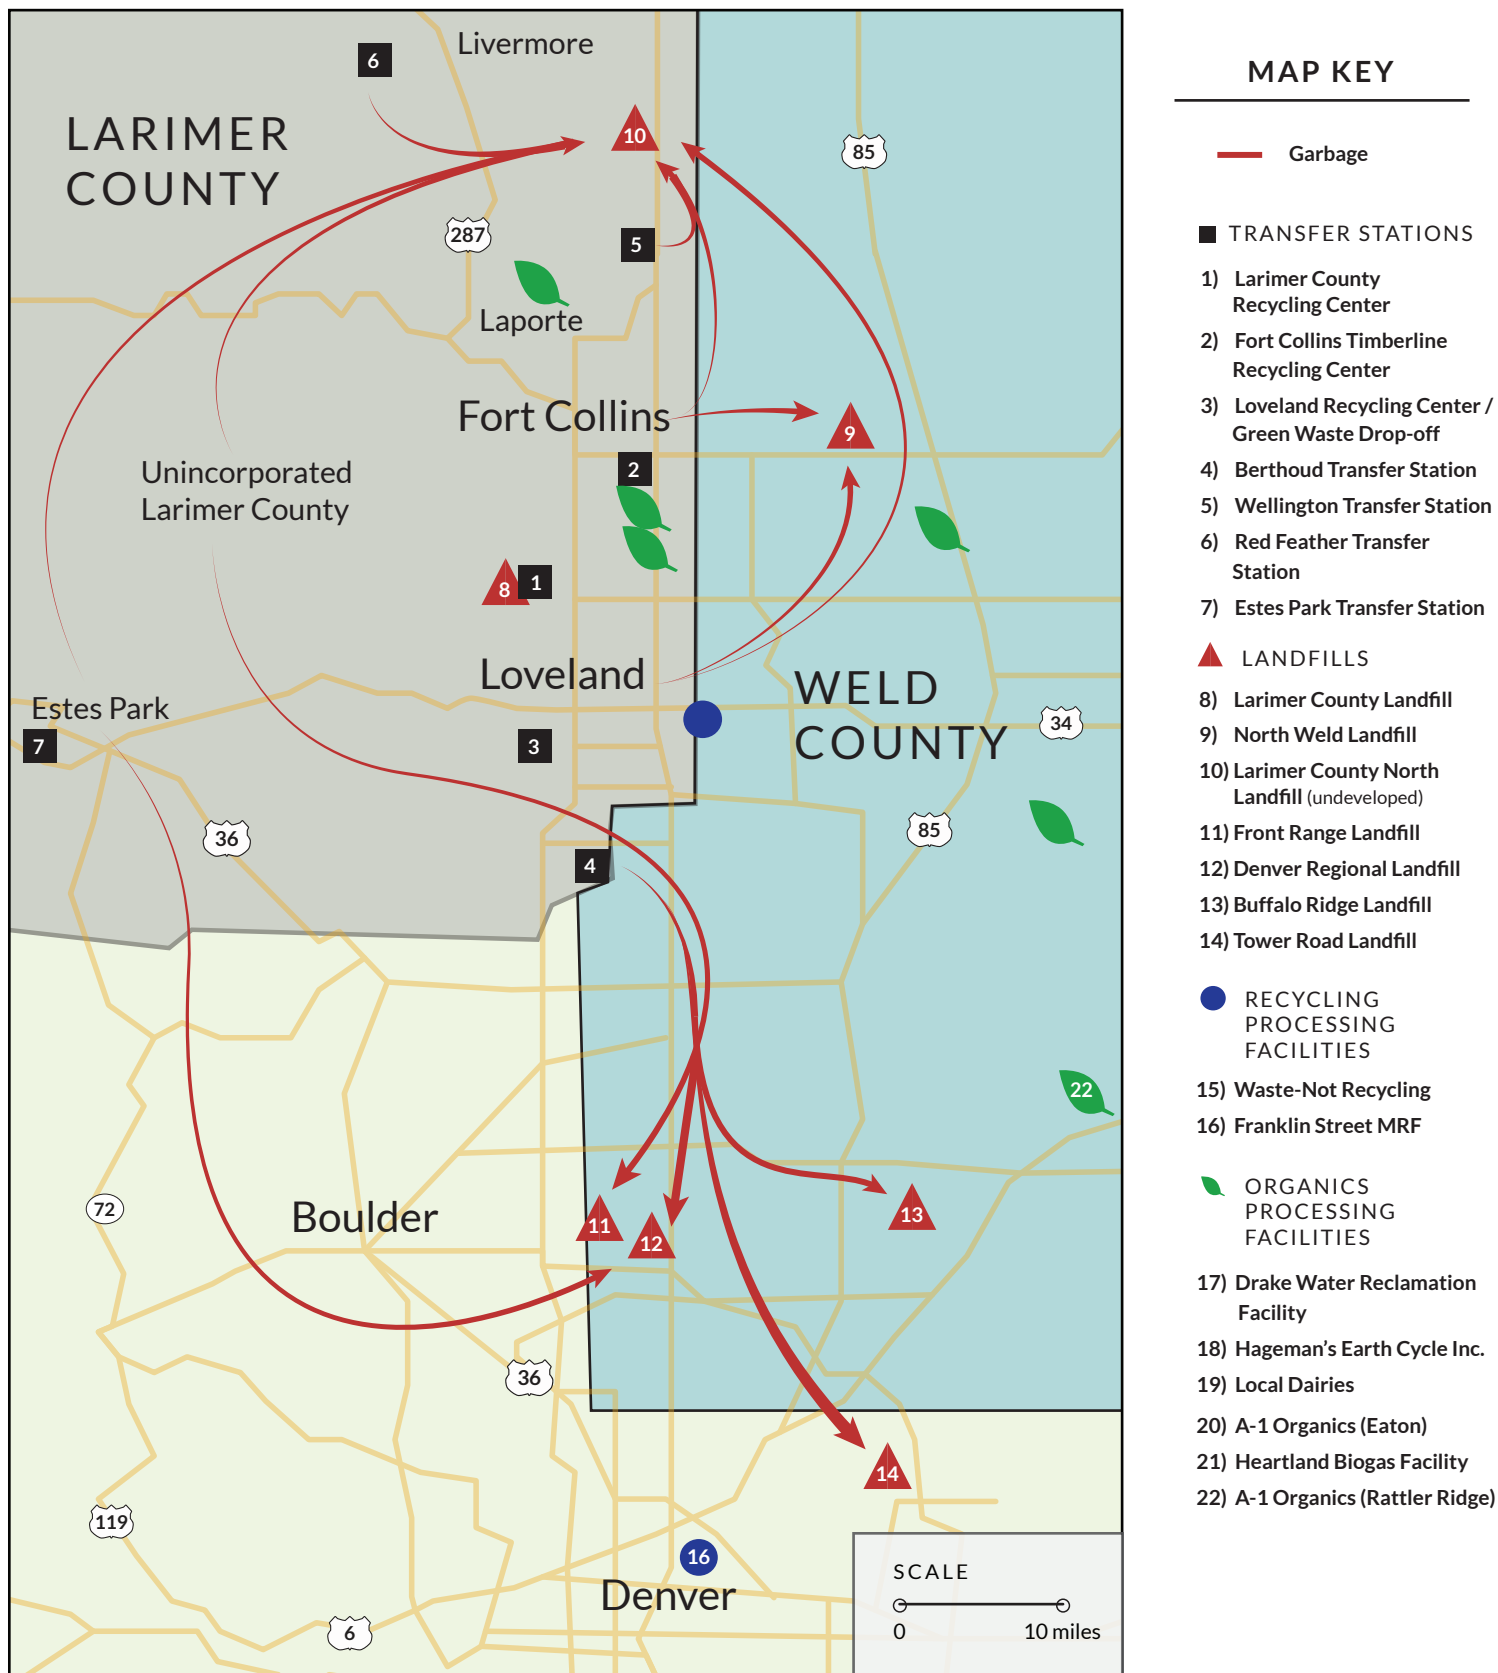 6
Livermore
LARIMER
COUNTY
10
85
287
5
Laporte
Fort Collins
9
2
Unincorporated
Larimer County
8
1
Loveland
WELD
COUNTY
Estes Park
34
7
3
36
85
4
22
72
Boulder
11
12
13
36
14
119
16
Denver
6
SCALE
0 10 miles
MAP KEY
Garbage
TRANSFER STATIONS
1) Larimer County
Recycling Center
2) Fort Collins Timberline
Recycling Center
3) Loveland Recycling Center /
Green Waste Drop-off
4) Berthoud Transfer Station
5) Wellington Transfer Station
6) Red Feather Transfer
Station
7) Estes Park Transfer Station
LANDFILLS
8) Larimer County Landfill
9) North Weld Landfill
10) Larimer County North
Landfill (undeveloped)
11) Front Range Landfill
12) Denver Regional Landfill
13) Buffalo Ridge Landfill
14) Tower Road Landfill
RECYCLING
PROCESSING
FACILITIES
15) Waste-Not Recycling
16) Franklin Street MRF
ORGANICS
PROCESSING
FACILITIES
17) Drake Water Reclamation
Facility
18) Hageman's Earth Cycle Inc.
19) Local Dairies
20) A-1 Organics (Eaton)
21) Heartland Biogas Facility
22) A-1 Organics (Rattler Ridge)